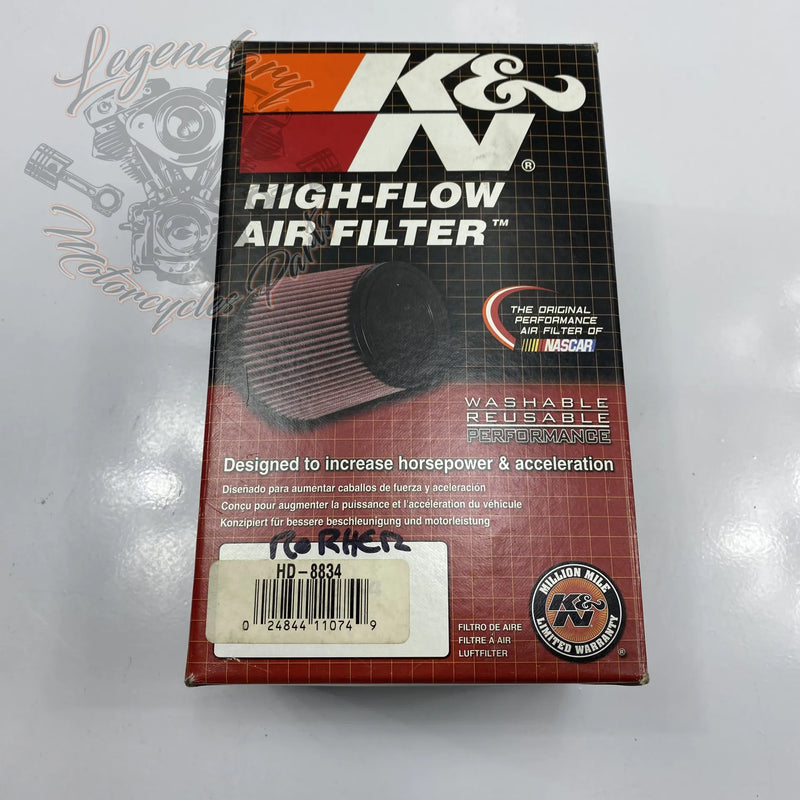 Legendary
Motorcycles Parts
K&N®
HIGH-FLOW
AIR FILTER™
THE ORIGINAL
PERFORMANCE
AIR FILTER OF
NASCAR
WASHABLE
REUSABLE
PERFORMANCE
Designed to increase horsepower & acceleration
Diseñado para aumentar caballos de fuerza y aceleración
Conçu pour augmenter la puissance et l'accélération du véhicule
Konzipiert für bessere beschleunigung und motorleistung
HD-8834
0 24844 11074 9
FILTRO DE AIRE
FILTRE A AIR
LUFTFILTER
MILLION MILE
K&N
LIMITED WARRANTY
®